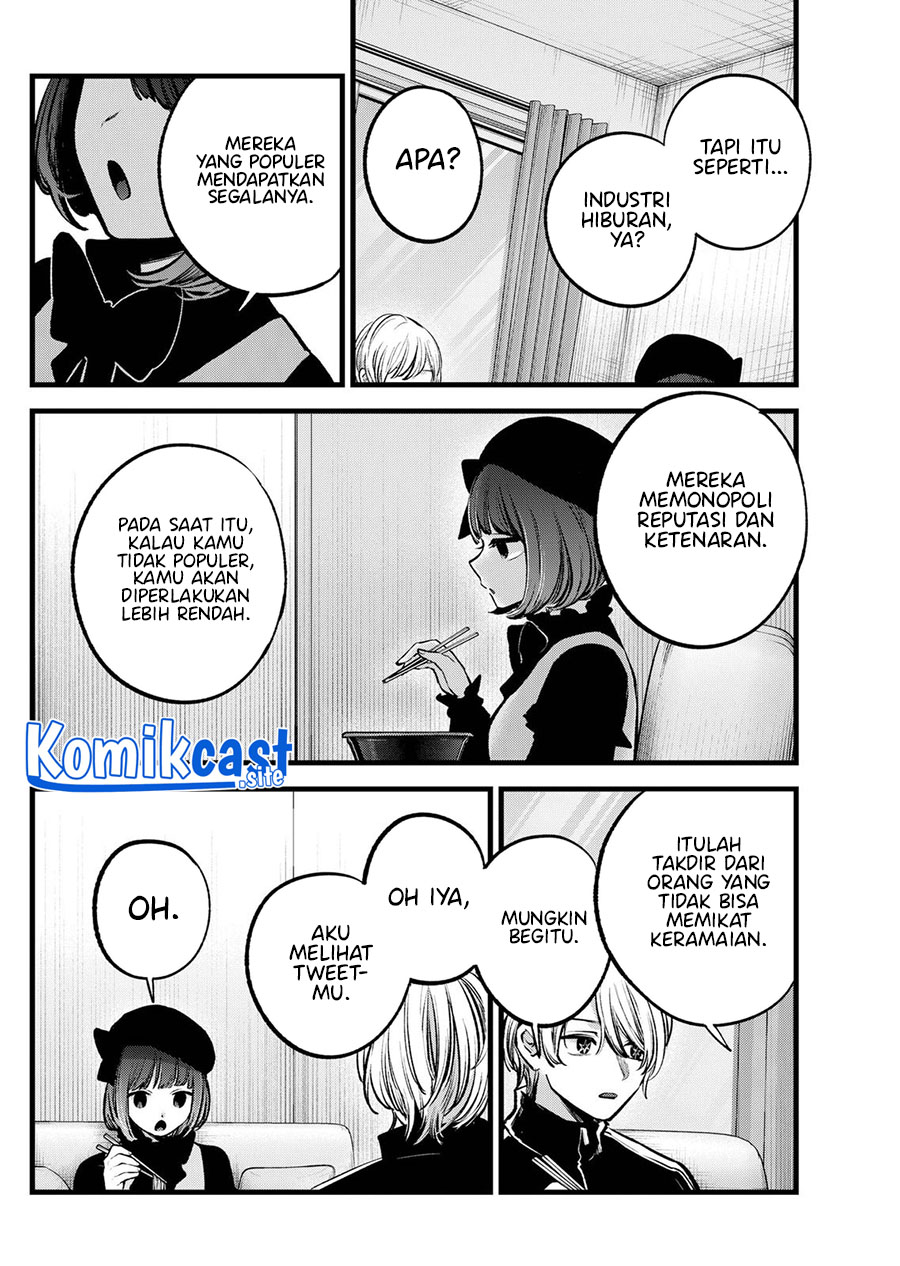 TAPI ITU
SEPERTI...
INDUSTRI
HIBURAN,
YA?
APA?
MEREKA
YANG POPULER
MENDAPATKAN
SEGALANYA.
MEREKA
MEMONOPOLI
REPUTASI DAN
KETENARAN.
PADA SAAT ITU,
KALAU KAMU
TIDAK POPULER,
KAMU AKAN
DIPERLAKUKAN
LEBIH RENDAH.
Komikcast
.site
ITULAH
TAKDIR DARI
ORANG YANG
TIDAK BISA
MEMIKAT
KERAMAIAN.
MUNGKIN
BEGITU.
OH IYA,
AKU
MELIHAT
TWEET-
MU.
OH.